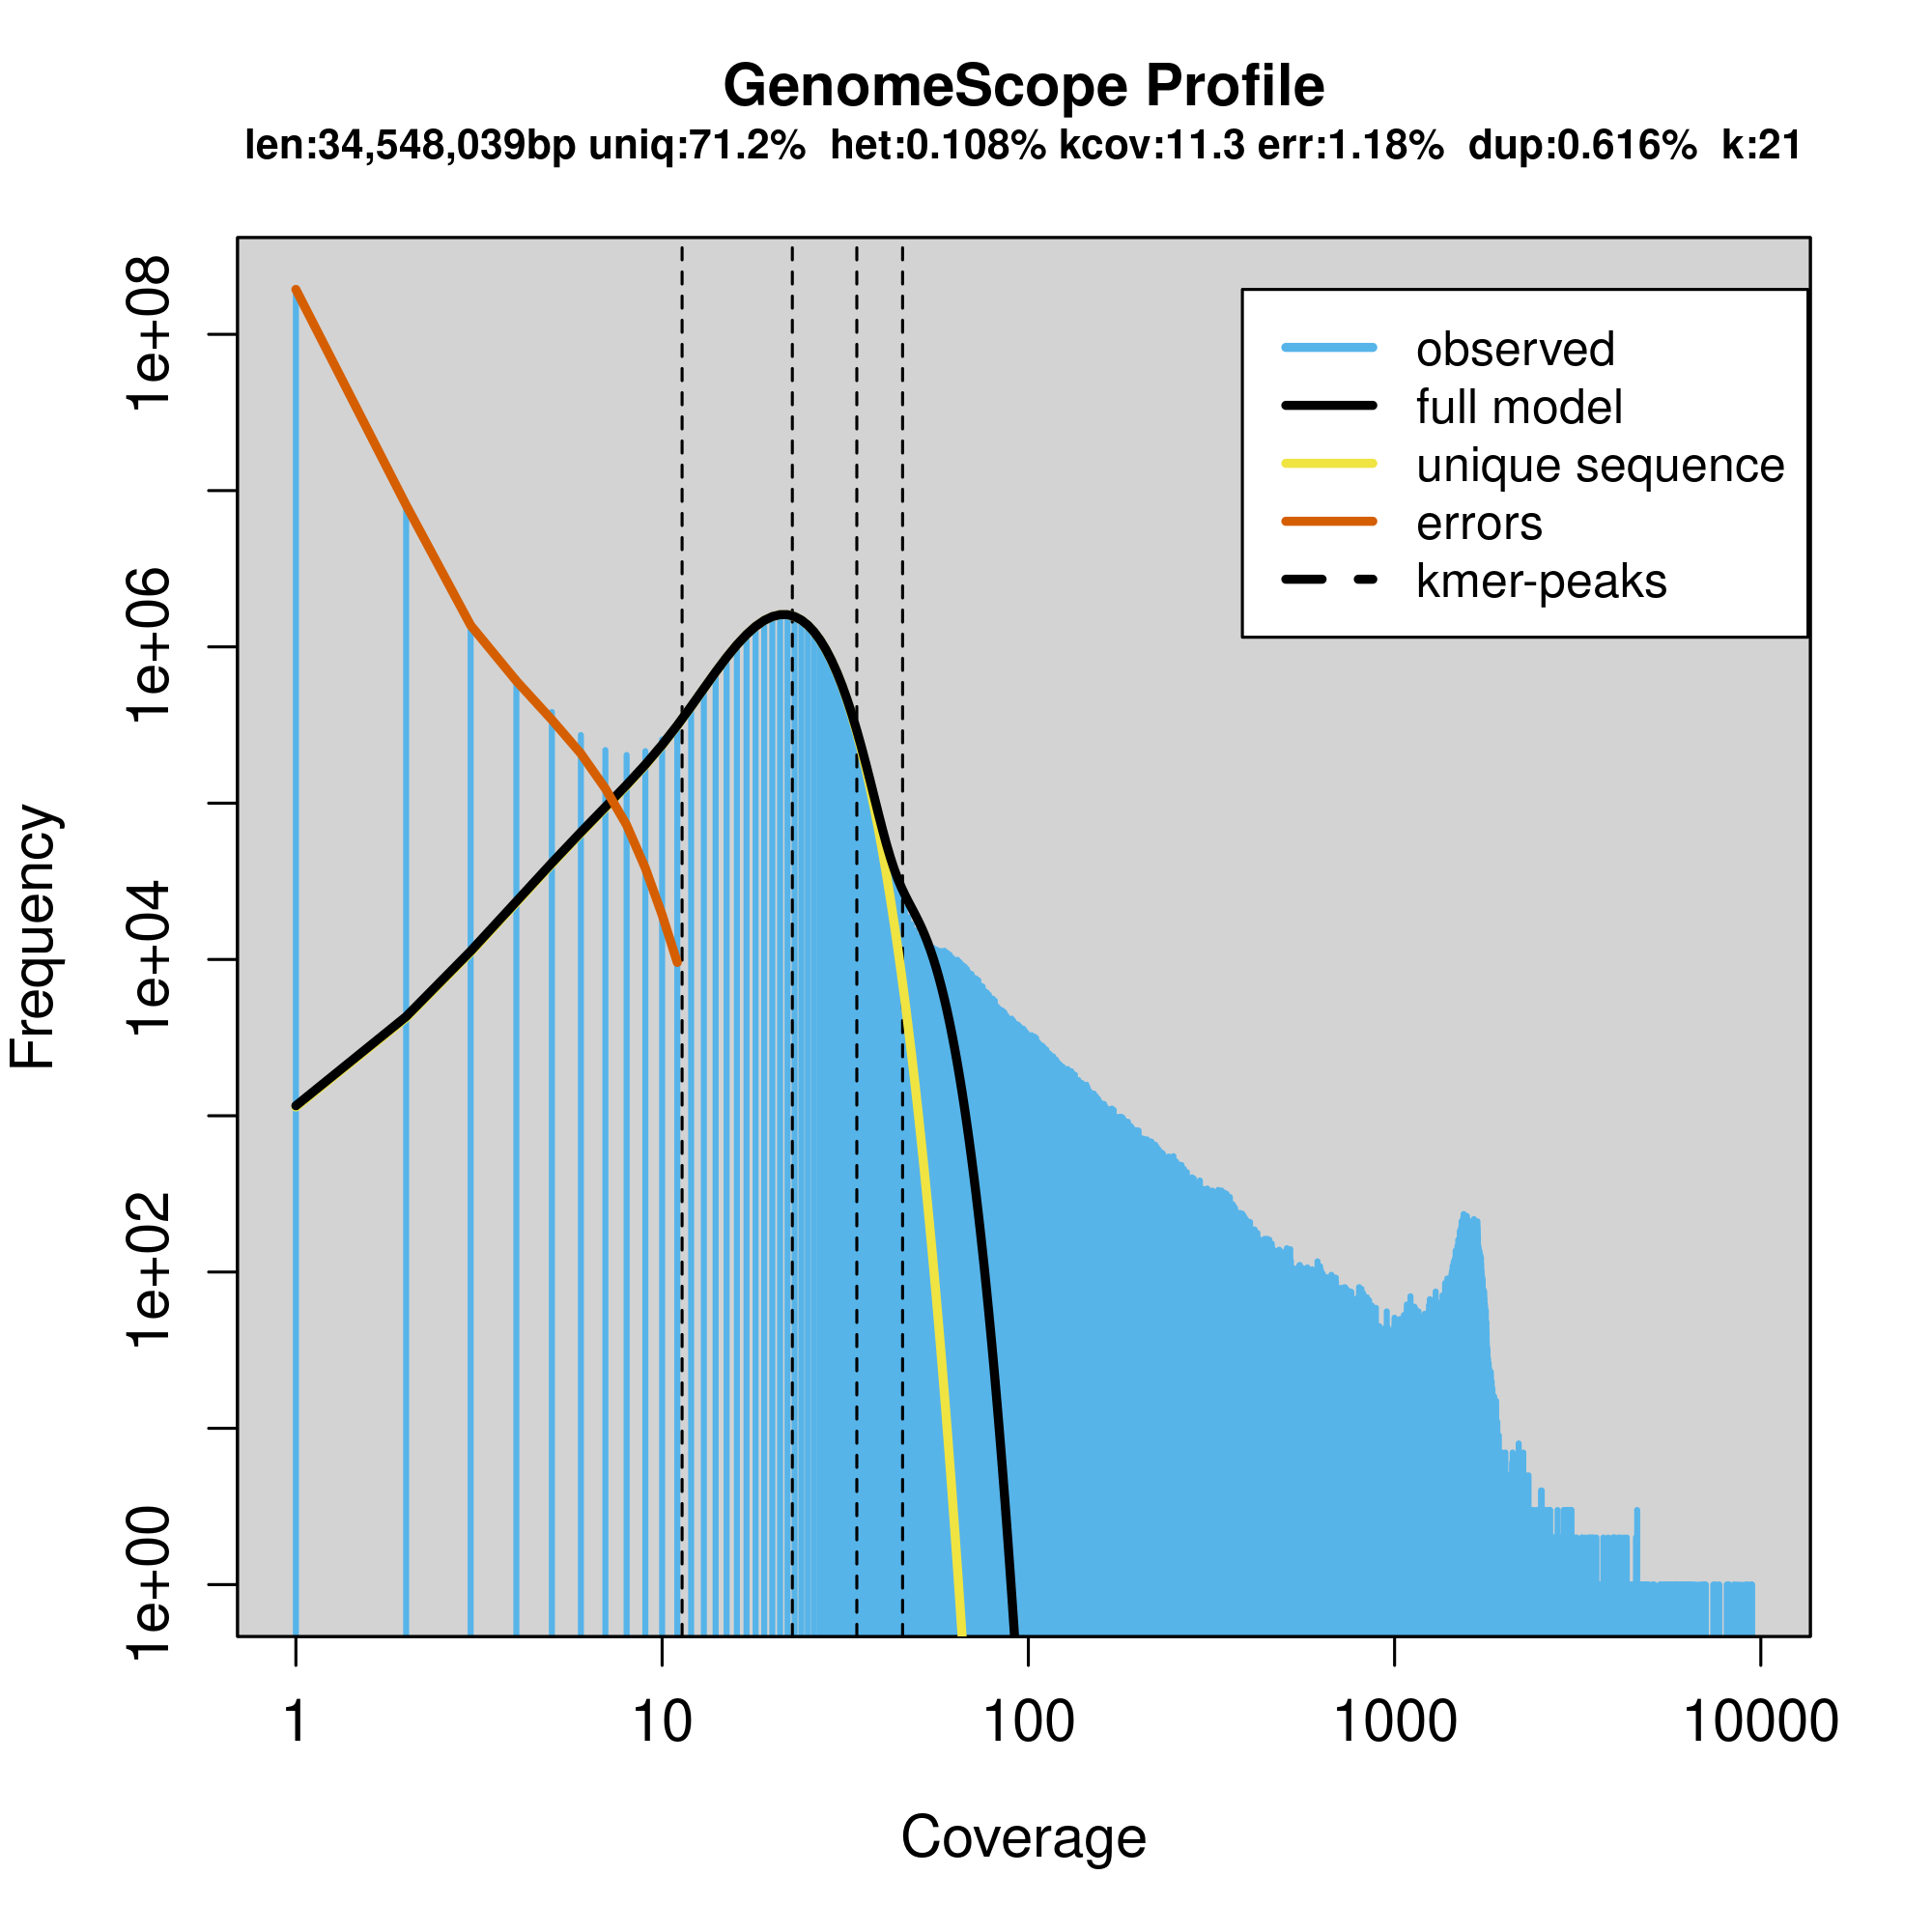 GenomeScope Profile
len:34,548,039bp uniq:71.2% het:0.108% kcov:11.3 err:1.18% dup:0.616% k:21
observed
full model
unique sequence
errors
kmer-peaks
Frequency
1e+08
1e+06
1e+04
1e+02
1e+00
1
10
100
1000
10000
Coverage